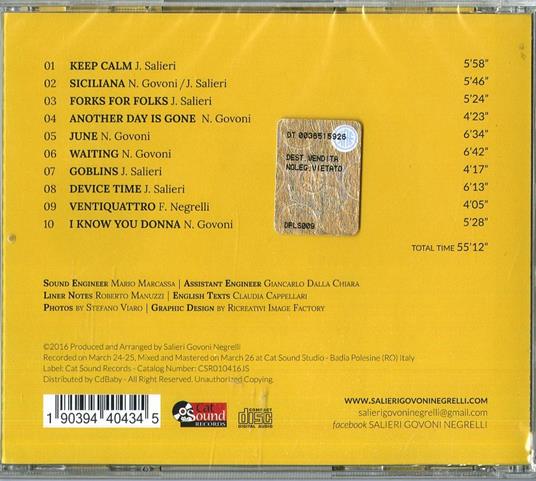 01 KEEP CALM J. Salieri 5'58"
02 SICILIANA N. Govoni / J. Salieri 5'46"
03 FORKS FOR FOLKS J. Salieri 5'24"
04 ANOTHER DAY IS GONE N. Govoni 4'23"
05 JUNE N. Govoni 6'34"
06 WAITING N. Govoni 6'42"
07 GOBLINS J. Salieri 4'17"
08 DEVICE TIME J. Salieri 6'13"
09 VENTIQUATTRO F. Negrelli 4'05"
10 I KNOW YOU DONNA N. Govoni 5'28"
TOTAL TIME 55'12"
DT 0036515926
DEST.VENDITA
NOLEG.VIETATO
DPLS009
SOUND ENGINEER MARIO MARCASSA | ASSISTANT ENGINEER GIANCARLO DALLA CHIARA
LINER NOTES ROBERTO MANUZZI | ENGLISH TEXTS CLAUDIA CAPPELLARI
PHOTOS BY STEFANO VIARO | GRAPHIC DESIGN BY RICREATIVI IMAGE FACTORY
©2016 Produced and Arranged by Salieri Govoni Negrelli
Recorded on March 24-25, Mixed and Mastered on March 26 at Cat Sound Studio - Badia Polesine (RO) Italy
Label: Cat Sound Records - Catalog Number: CSR010416JS
Distributed by CdBaby - All Right Reserved. Unauthorized Copying.
1 90394 40434 5
Cat Sound
RECORDS
COMPACT
disc
DIGITAL AUDIO
WWW.SALIERIGOVONINEGRELLI.COM
salierigovoninegrelli@gmail.com
facebook SALIERI GOVONI NEGRELLI